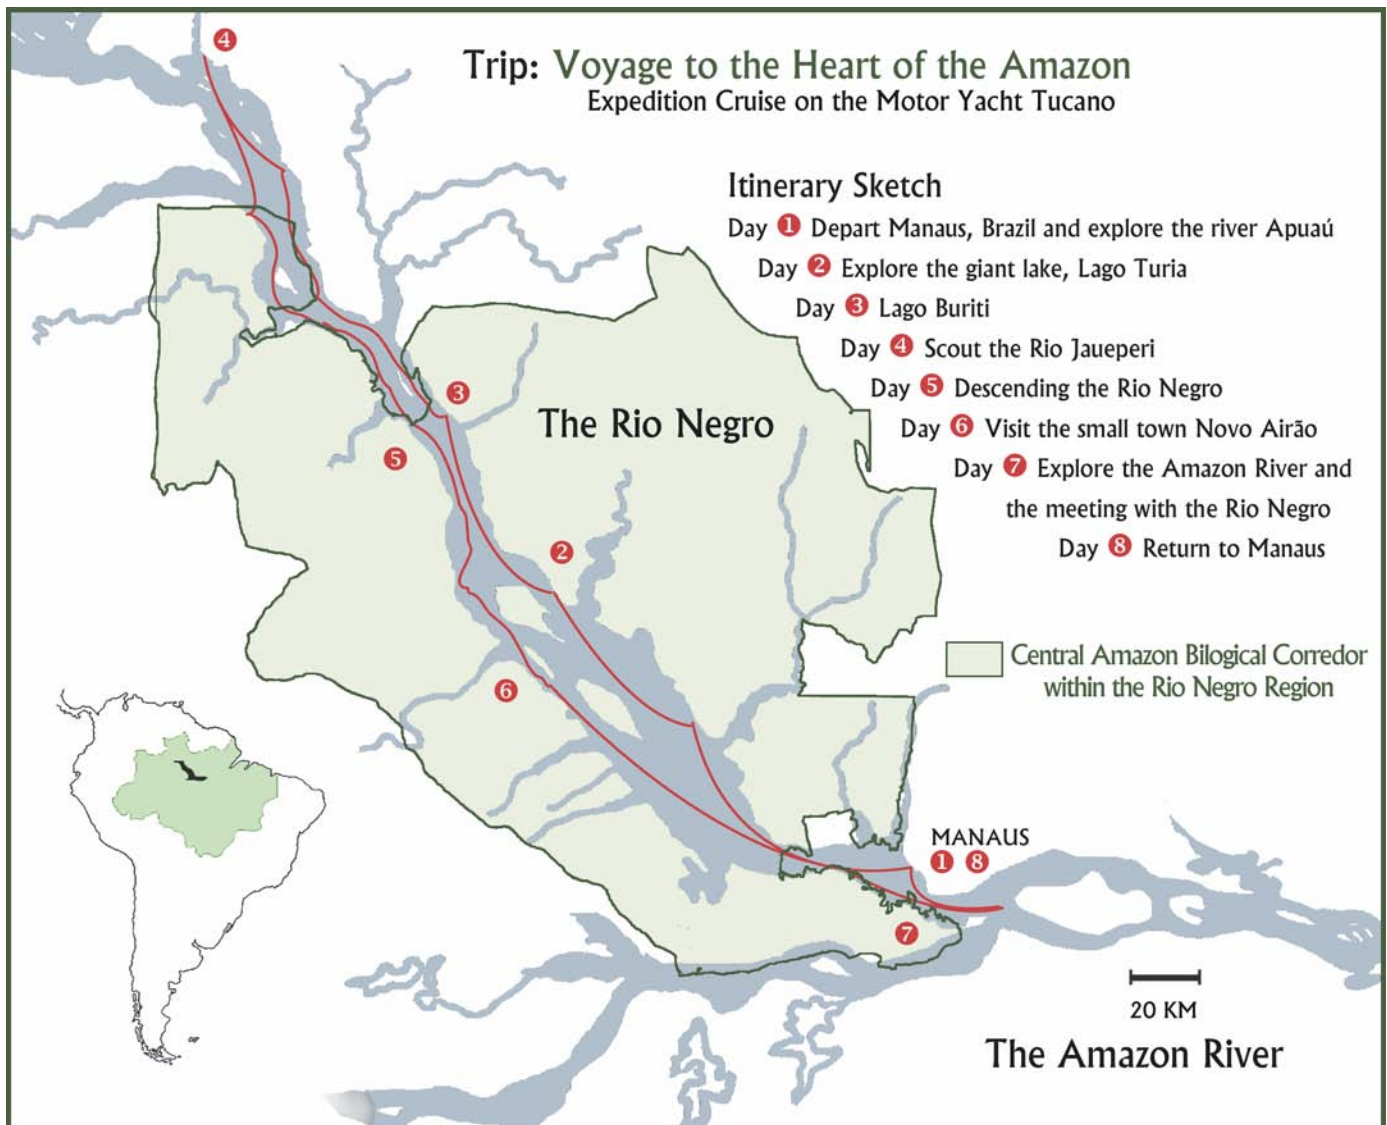 Trip: Voyage to the Heart of the Amazon
Expedition Cruise on the Motor Yacht Tucano
Itinerary Sketch
Day 1 Depart Manaus, Brazil and explore the river Apuaú
Day 2 Explore the giant lake, Lago Turia
Day 3 Lago Buriti
Day 4 Scout the Rio Jaueperi
Day 5 Descending the Rio Negro
Day 6 Visit the small town Novo Airão
Day 7 Explore the Amazon River and
the meeting with the Rio Negro
Day 8 Return to Manaus
4
3
The Rio Negro
5
2
6
Central Amazon Bilogical Corredor
within the Rio Negro Region
MANAUS
1 8
7
20 KM
The Amazon River